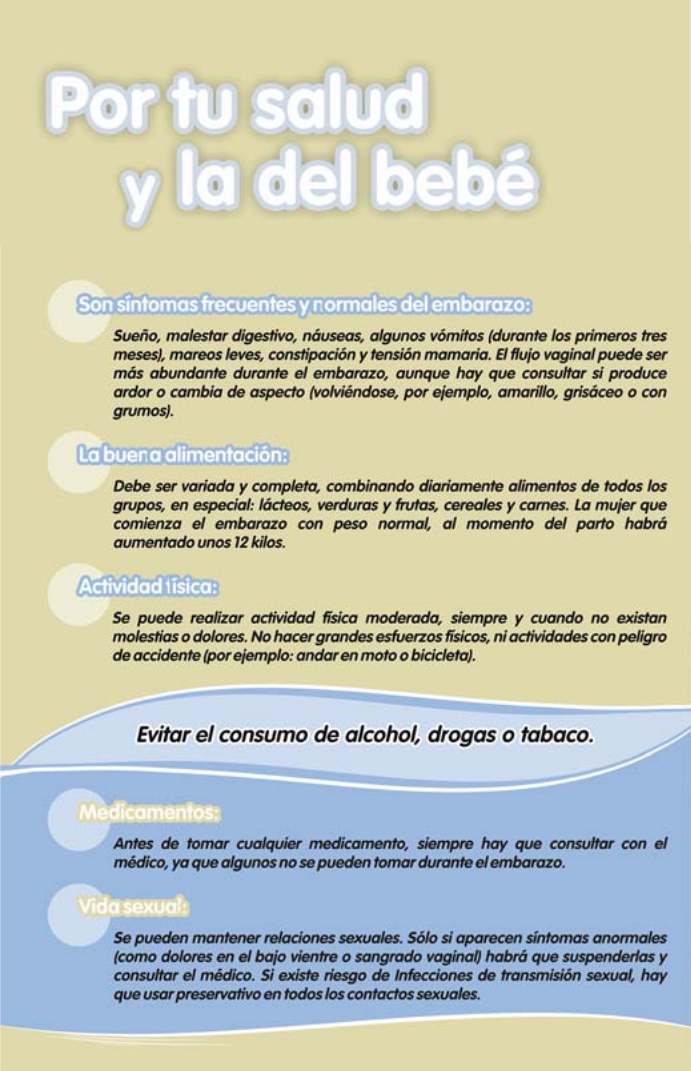 Por tu salud
y la del bebé
Son síntomas frecuentes y normales del embarazo:
Sueño, malestar digestivo, náuseas, algunos vómitos (durante los primeros tres
meses), mareos leves, constipación y tensión mamaria. El flujo vaginal puede ser
más abundante durante el embarazo, aunque hay que consultar si produce
ardor o cambia de aspecto (volviéndose, por ejemplo, amarillo, grisáceo o con
grumos).
La buena alimentación:
Debe ser variada y completa, combinando diariamente alimentos de todos los
grupos, en especial: lácteos, verduras y frutas, cereales y carnes. La mujer que
comienza el embarazo con peso normal, al momento del parto habrá
aumentado unos 12 kilos.
Actividad física:
Se puede realizar actividad física moderada, siempre y cuando no existan
molestias o dolores. No hacer grandes esfuerzos físicos, ni actividades con peligro
de accidente (por ejemplo: andar en moto o bicicleta).
Evitar el consumo de alcohol, drogas o tabaco.
Medicamentos:
Antes de tomar cualquier medicamento, siempre hay que consultar con el
médico, ya que algunos no se pueden tomar durante el embarazo.
Vida sexual:
Se pueden mantener relaciones sexuales. Sólo si aparecen síntomas anormales
(como dolores en el bajo vientre o sangrado vaginal) habrá que suspenderlas y
consultar el médico. Si existe riesgo de Infecciones de transmisión sexual, hay
que usar preservativo en todos los contactos sexuales.